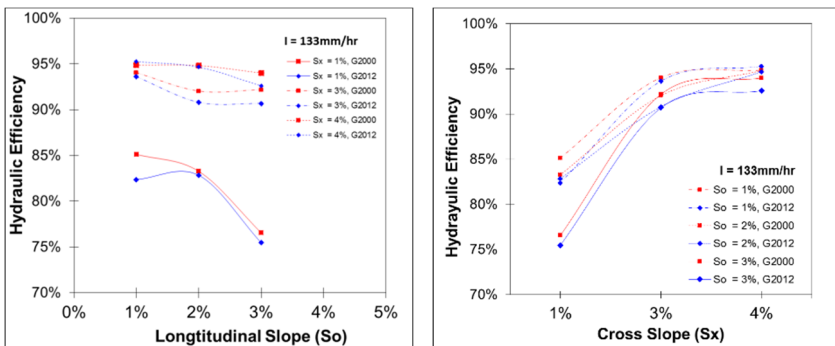 100%
95%
90%
85%
80%
75%
70%
0%
1%
2%
3%
4%
5%
Hydraulic Efficiency
Longtitudinal Slope (So)
I = 133mm/hr
Sx = 1%, G2000
Sx = 1%, G2012
Sx = 3%, G2000
Sx = 3%, G2012
Sx = 4%, G2000
Sx = 4%, G2012
100%
95%
90%
85%
80%
75%
70%
1%
3%
4%
Hydrayulic Efficiency
Cross Slope (Sx)
I = 133mm/hr
So = 1%, G2000
So = 1%, G2012
So = 2%, G2000
So = 2%, G2012
So = 3%, G2000
So = 3%, G2012